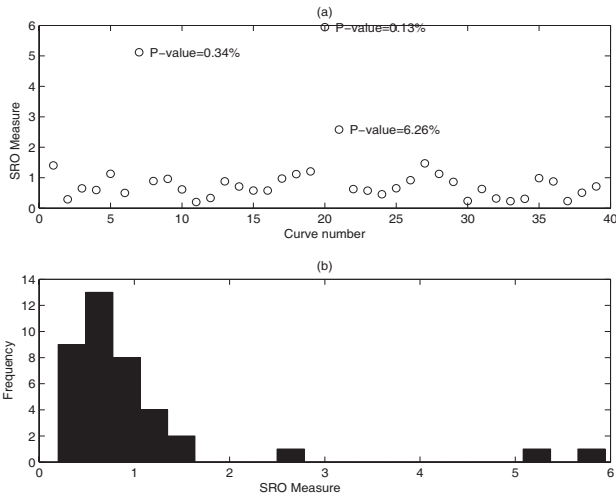 (a)
6
5
4
3
2
1
0
SRO Measure
P-value=0.13%
P-value=0.34%
P-value=6.26%
0 5 10 15 20 25 30 35 40
Curve number
(b)
14
12
10
8
6
4
2
0
Frequency
0 1 2 3 4 5 6
SRO Measure